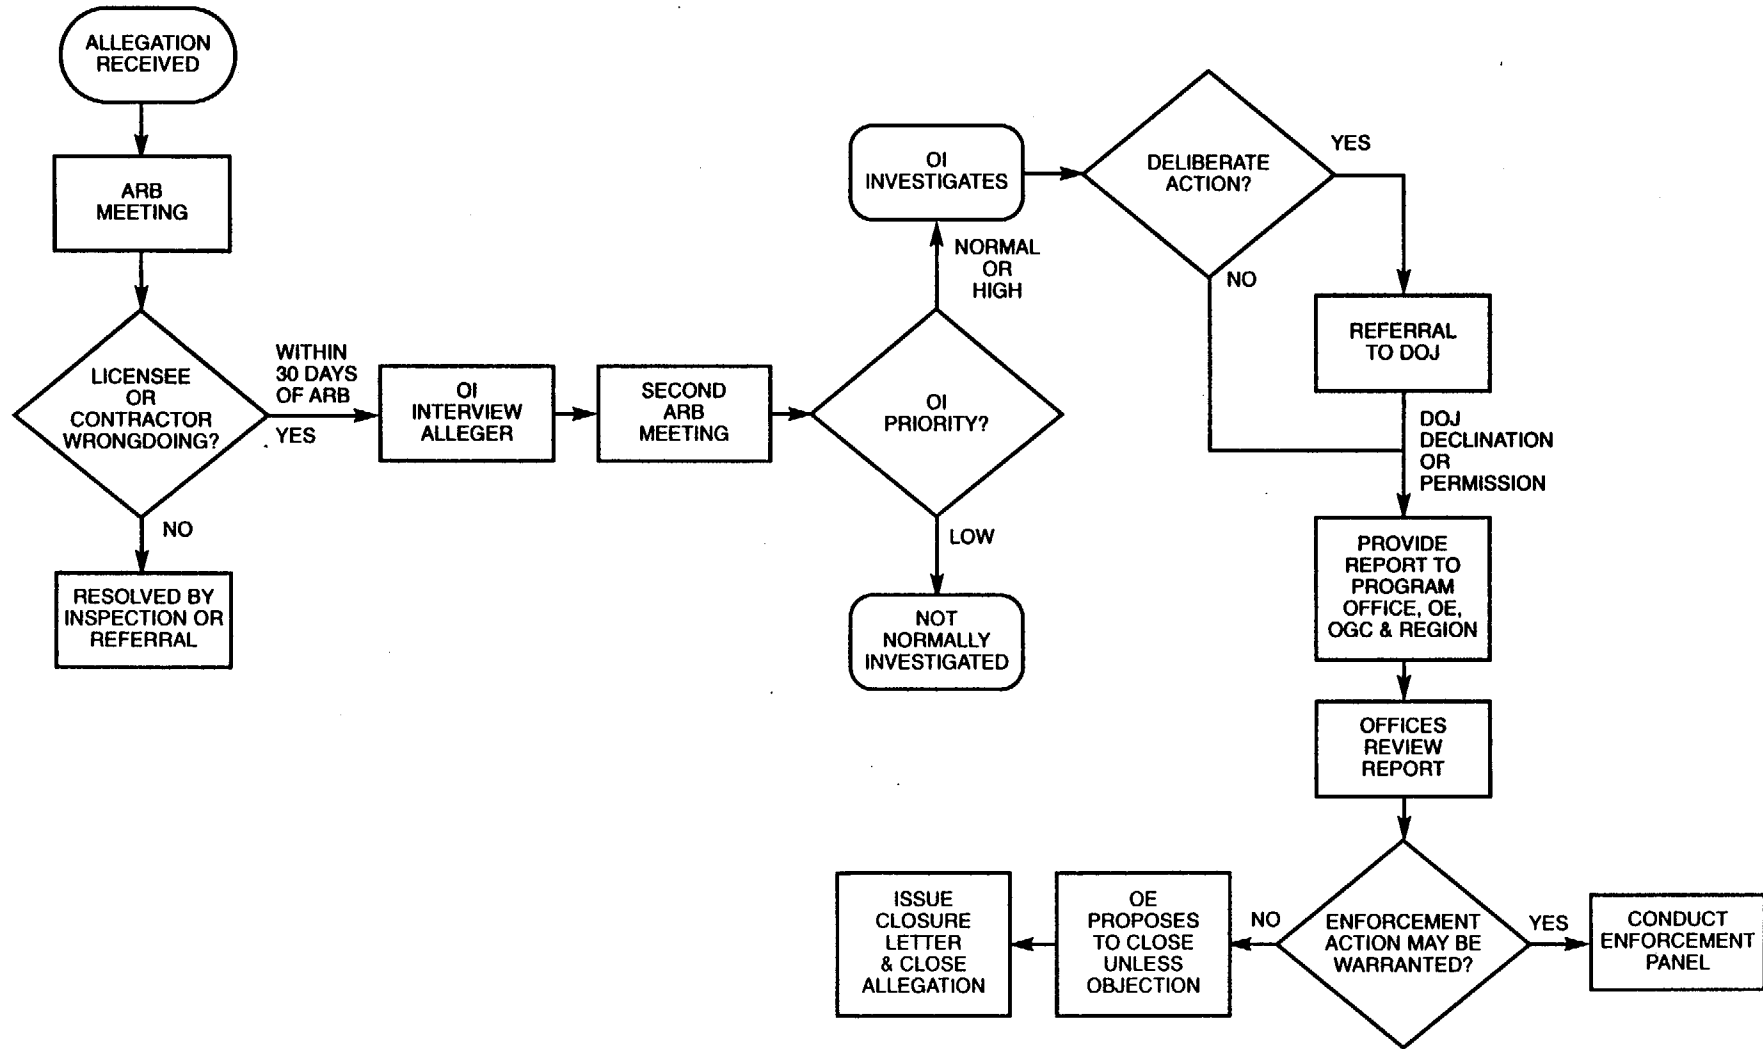 ALLEGATION
RECEIVED
ARB
MEETING
LICENSEE
OR
CONTRACTOR
WRONGDOING?
WITHIN
30 DAYS
OF ARB
YES
NO
RESOLVED BY
INSPECTION OR
REFERRAL
OI
INTERVIEW
ALLEGER
SECOND
ARB
MEETING
OI
PRIORITY?
NORMAL
OR
HIGH
LOW
NOT
NORMALLY
INVESTIGATED
OI
INVESTIGATES
DELIBERATE
ACTION?
YES
NO
REFERRAL
TO DOJ
DOJ
DECLINATION
OR
PERMISSION
PROVIDE
REPORT TO
PROGRAM
OFFICE, OE,
OGC & REGION
OFFICES
REVIEW
REPORT
ENFORCEMENT
ACTION MAY BE
WARRANTED?
NO
OE
PROPOSES
TO CLOSE
UNLESS
OBJECTION
ISSUE
CLOSURE
LETTER
& CLOSE
ALLEGATION
YES
CONDUCT
ENFORCEMENT
PANEL